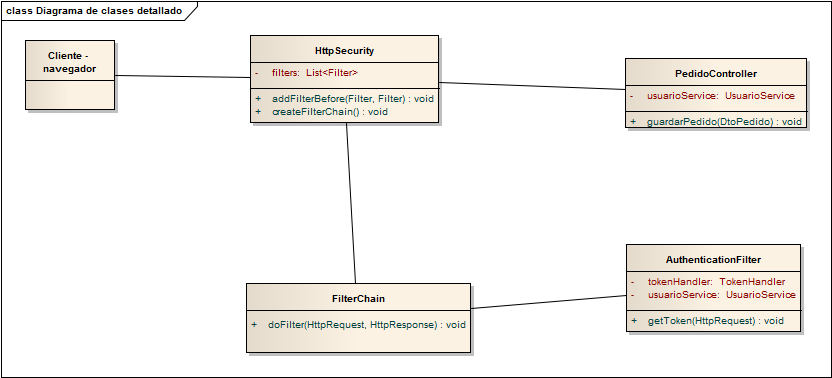 class Diagrama de clases detallado
Cliente -
navegador
HttpSecurity
- filters: List<Filter>
+ addFilterBefore(Filter, Filter) : void
+ createFilterChain() : void
PedidoController
- usuarioService: UsuarioService
+ guardarPedido(DtoPedido) : void
FilterChain
+ doFilter(HttpRequest, HttpResponse) : void
AuthenticationFilter
- tokenHandler: TokenHandler
- usuarioService: UsuarioService
+ getToken(HttpRequest) : void